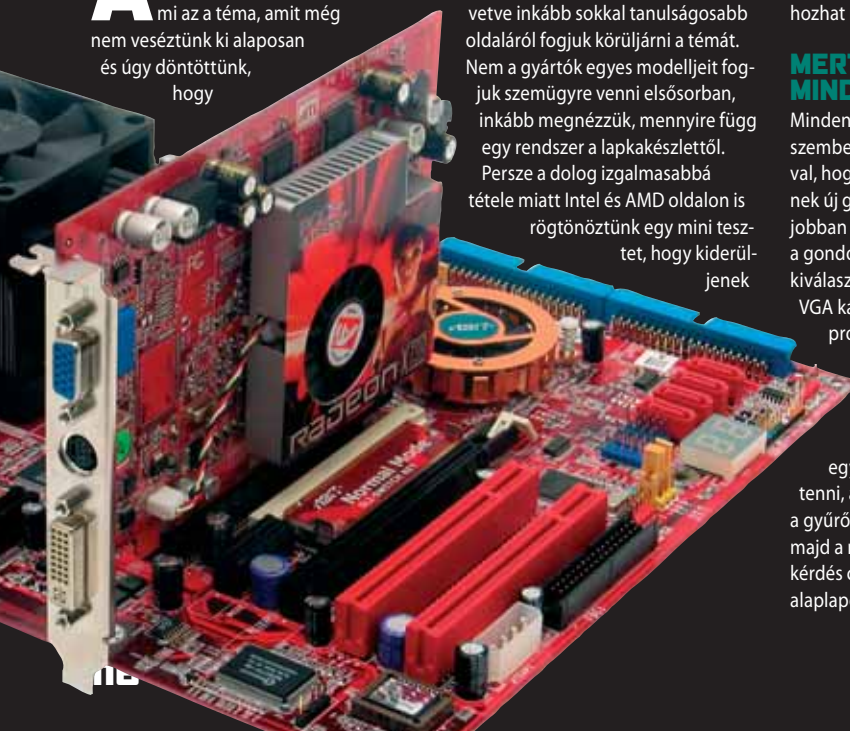 A
mi az a téma, amit még
nem veséztünk ki alaposan
és úgy döntöttünk,
hogy
vetve inkább sokkal tanulságosabb
oldaláról fogjuk körüljárni a témát.
Nem a gyártók egyes modelljeit fog-
juk szemügyre venni elsősorban,
inkább megnézzük, mennyire függ
egy rendszer a lapkakészlettől.
Persze a dolog izgalmasabbá
tétele miatt Intel és AMD oldalon is
rögtönöztünk egy mini tesz-
tet, hogy kiderül-
jenek
hozhat
MER
MIND
Minden
szembe
val, hog
nek új g
jobban
a gondo
kiválasz
VGA ká
pro
egy
tenni, a
a gyűrő
majd a
kérdés
alaplap
RADEON
ABIT
Normal Mode